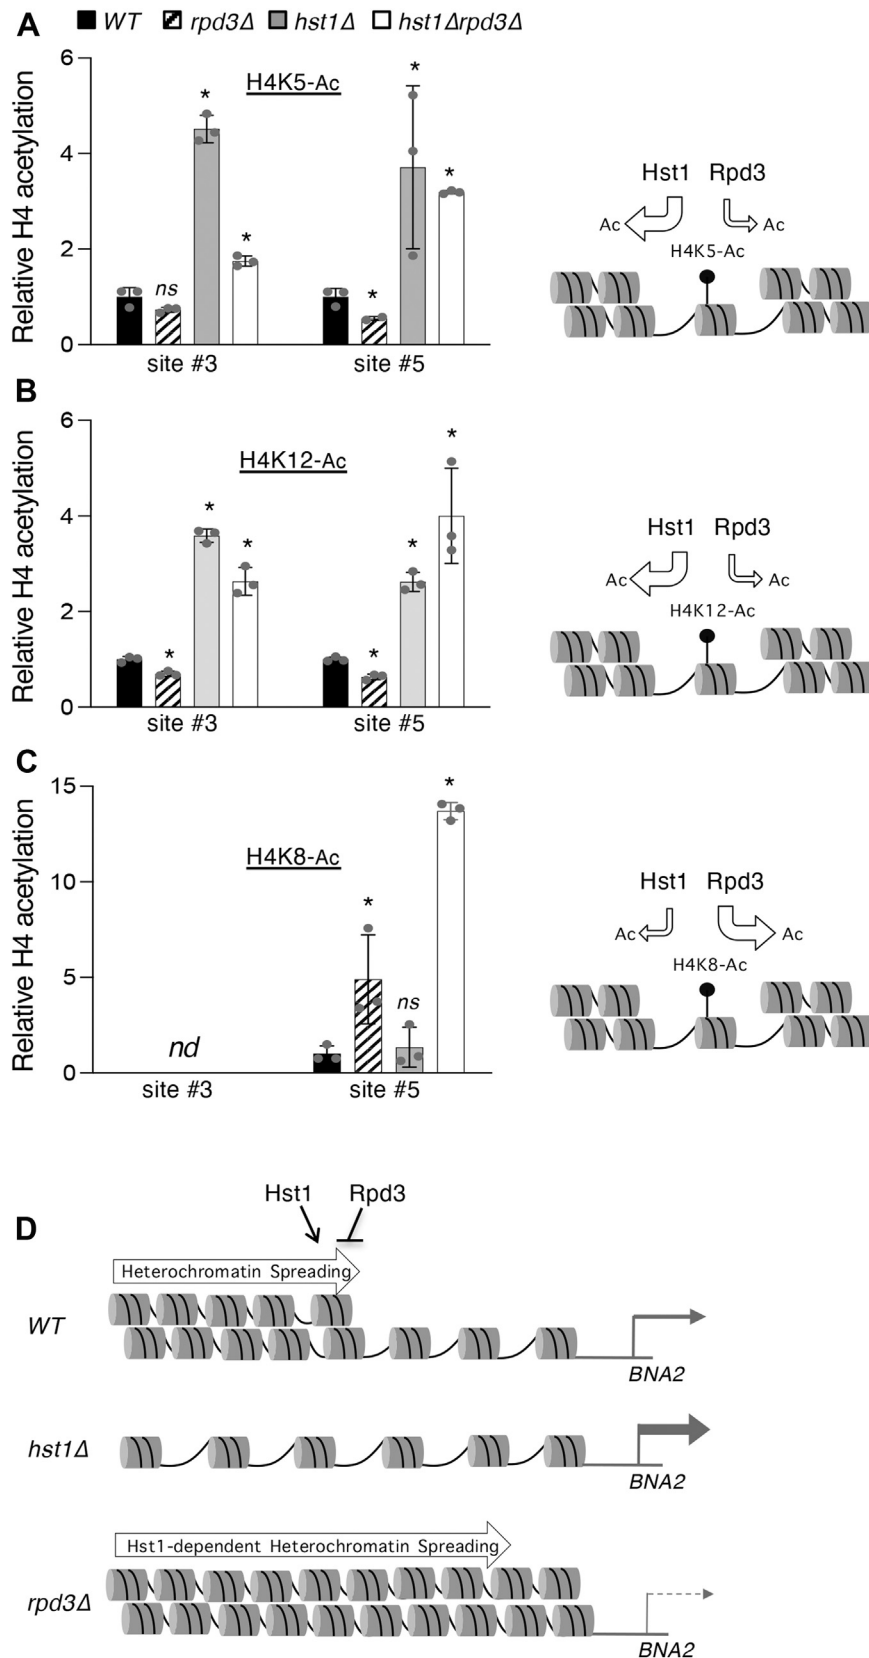 A
WT rpd3Δ hst1Δ hst1Δrpd3Δ
Relative H4 acetylation
6
4
2
0
H4K5-Ac
*
ns
*
*
*
*
*
site #3 site #5
Hst1 Rpd3
Ac Ac
H4K5-Ac
B
Relative H4 acetylation
6
4
2
0
H4K12-Ac
*
*
*
*
*
*
site #3 site #5
Hst1 Rpd3
Ac Ac
H4K12-Ac
C
Relative H4 acetylation
15
10
5
0
H4K8-Ac
nd
*
ns
*
site #3 site #5
Hst1 Rpd3
Ac Ac
H4K8-Ac
D
Hst1 Rpd3
Heterochromatin Spreading
WT
BNA2
hst1Δ
BNA2
Hst1-dependent Heterochromatin Spreading
rpd3Δ
BNA2